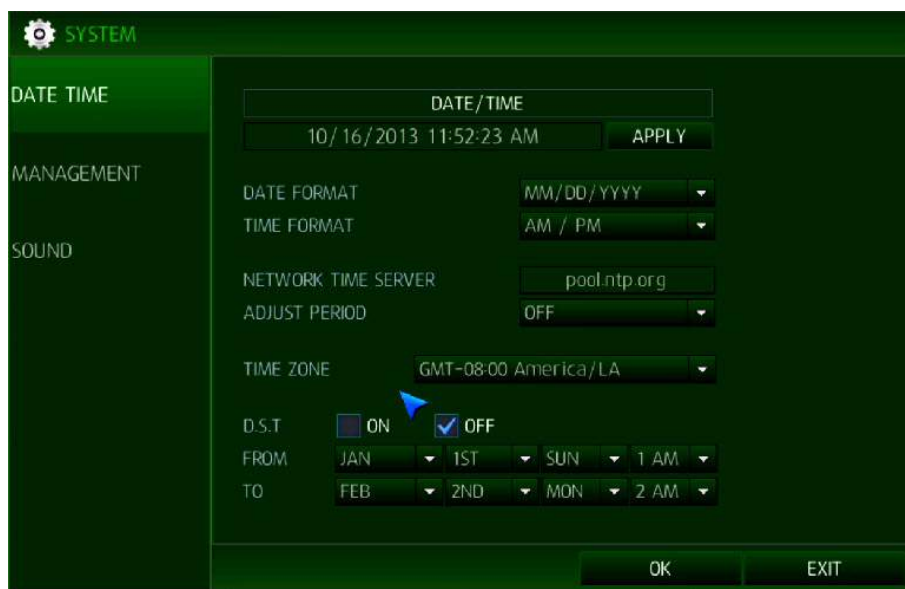 SYSTEM
DATE TIME
MANAGEMENT
SOUND
DATE/TIME
10/16/2013 11:52:23 AM APPLY
DATE FORMAT MM/DD/YYYY
TIME FORMAT AM / PM
NETWORK TIME SERVER pool.ntp.org
ADJUST PERIOD OFF
TIME ZONE GMT-08:00 America/LA
D.S.T ON OFF
FROM JAN 1ST SUN 1 AM
TO FEB 2ND MON 2 AM
OK EXIT